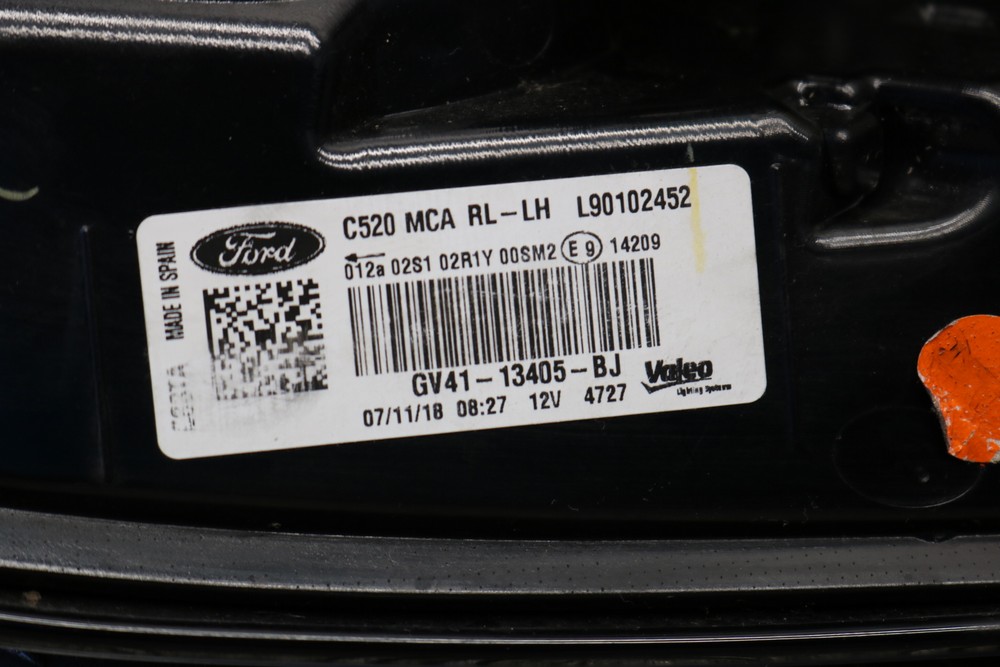 MADE IN SPAIN
Ford
C520 MCA RL-LH L90102452
012a 02S1 02R1Y 00SM2 E 9 14209
GV41-13405-BJ
Valeo
Lighting Systems
07/11/18 08:27 12V 4727